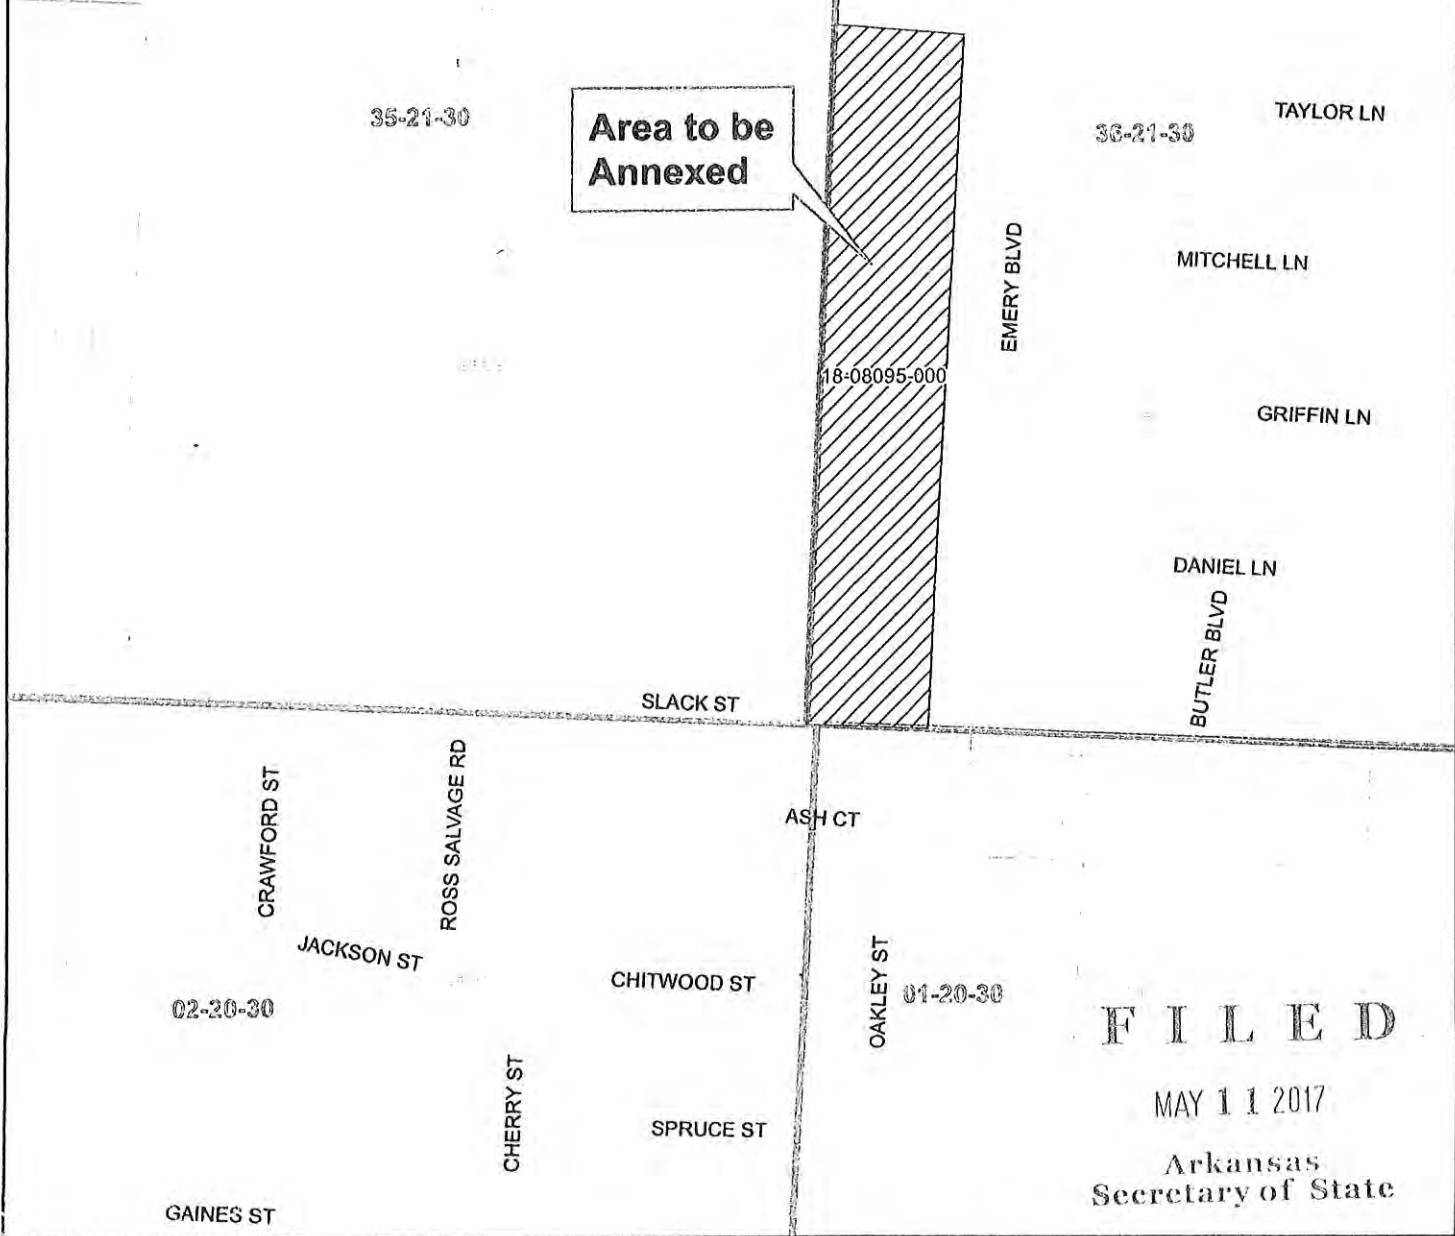 35-21-30
Area to be
Annexed
36-21-30
TAYLOR LN
EMERY BLVD
MITCHELL LN
18-08095-000
GRIFFIN LN
DANIEL LN
BUTLER BLVD
SLACK ST
CRAWFORD ST
ROSS SALVAGE RD
ASH CT
JACKSON ST
CHITWOOD ST
OAKLEY ST
01-20-30
02-20-30
CHERRY ST
SPRUCE ST
GAINES ST
FILED
MAY 11 2017
Arkansas
Secretary of State